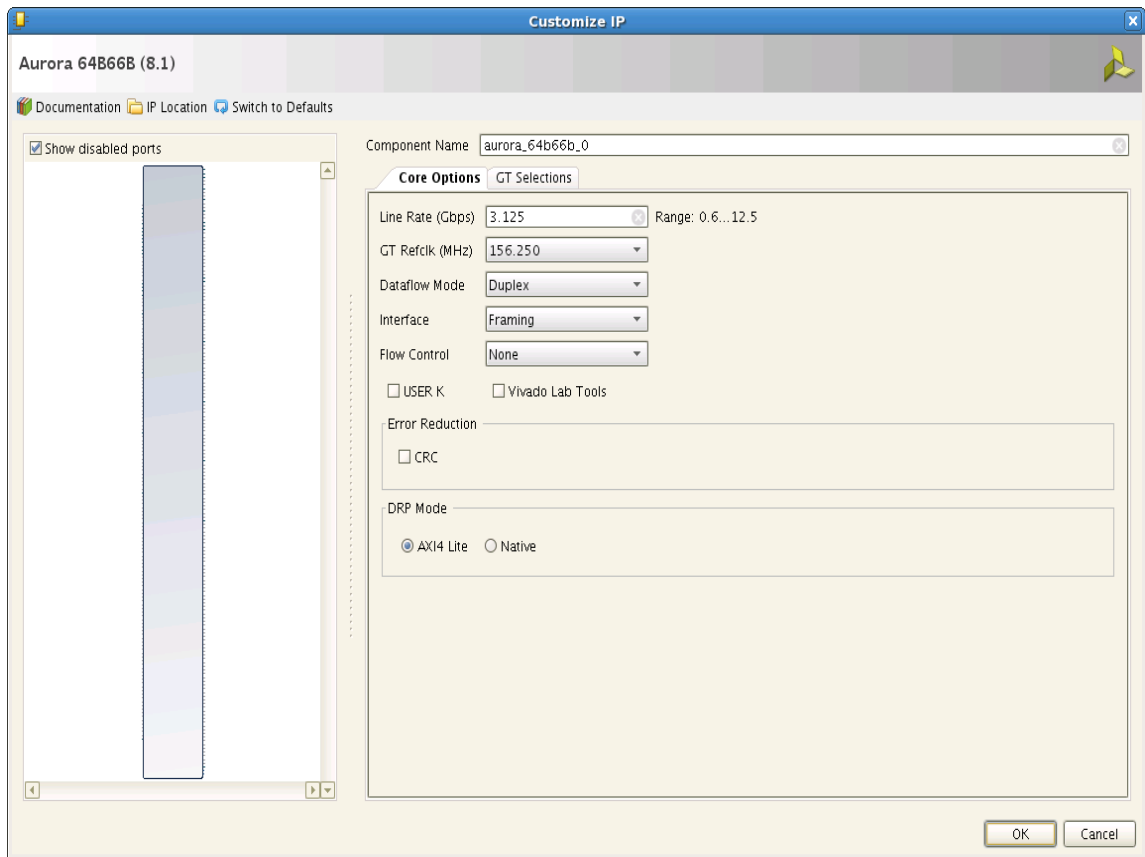 Customize IP
Aurora 64B66B (8.1)
Documentation IP Location Switch to Defaults
Show disabled ports
Component Name aurora_64b66b_0
Core Options GT Selections
Line Rate (Gbps) 3.125 Range: 0.6...12.5
GT Refclk (MHz) 156.250
Dataflow Mode Duplex
Interface Framing
Flow Control None
USER K Vivado Lab Tools
Error Reduction
CRC
DRP Mode
AXI4 Lite Native
OK Cancel